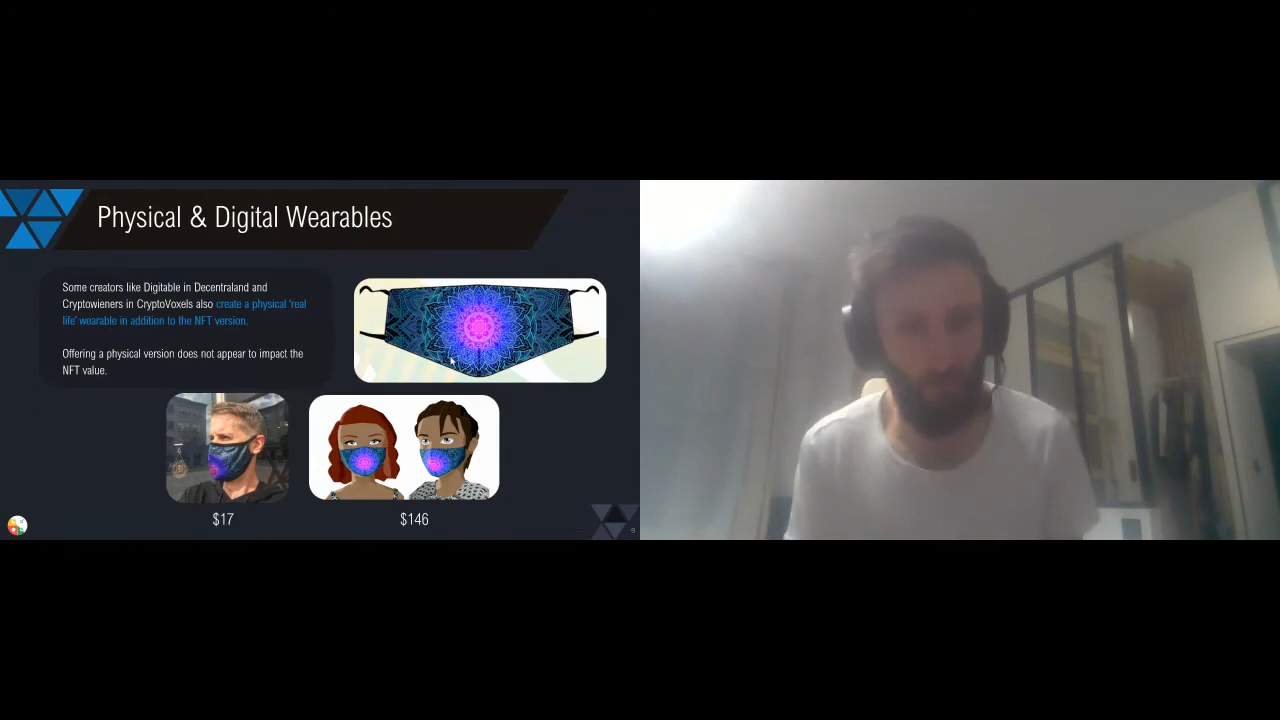 Physical & Digital Wearables
Some creators like Digitable in Decentraland and
Cryptowieners in CryptoVoxels also create a physical 'real
life' wearable in addition to the NFT version.
Offering a physical version does not appear to impact the
NFT value.
$17
$146
9